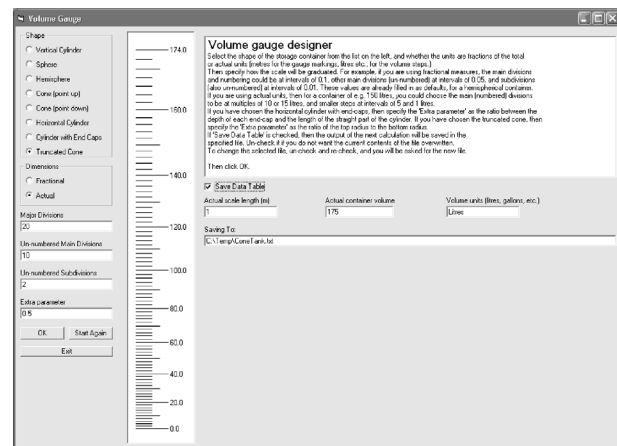 Volume Gauge
Shape
Vertical Cylinder
Sphere
Hemisphere
Cone (point up)
Cone (point down)
Horizontal Cylinder
Cylinder with End Caps
Truncated Cone
Dimensions
Fractional
Actual
Major Divisions
20
Un-numbered Main Divisions
10
Un-numbered Subdivisions
2
Extra parameter
0.5
OK
Start Again
Exit
174.0
160.0
140.0
120.0
100.0
80.0
60.0
40.0
20.0
0.0
Volume gauge designer
Select the shape of the storage container from the list on the left, and whether the units are fractions of the total
or actual units (metres for the gauge markings, litres etc., for the volume steps.)
Then specify how the scale will be graduated. For example, if you are using fractional measures, the main divisions
and numbering could be at intervals of 0.1, other main divisions (un-numbered) at intervals of 0.05, and subdivisions
(also un-numbered) at intervals of 0.01. These values are already filled in as defaults, for a hemispherical container.
If you are using actual units, then for a container of e.g. 150 litres, you could choose the main (numbered) divisions
to be at multiples of 10 or 15 litres, and smaller steps at intervals of 5 and 1 litres.
If you have chosen the horizontal cylinder with end-caps, then specify the 'Extra parameter' as the ratio between the
depth of each end-cap and the length of the straight part of the cylinder. If you have chosen the truncated cone, then
specify the 'Extra parameter' as the ratio of the top radius to the bottom radius.
If 'Save Data Table' is checked, then the output of the next calculation will be saved in the
specified file. Un-check it if you do not want the current contents of the file overwritten.
To change the selected file, un-check and re-check, and you will be asked for the new file.
Then click OK.
Save Data Table
Actual scale length (m)
Actual container volume
Volume units (litres, gallons, etc.)
1
175
Litres
Saving To:
C:\Temp\ConeTank.txt